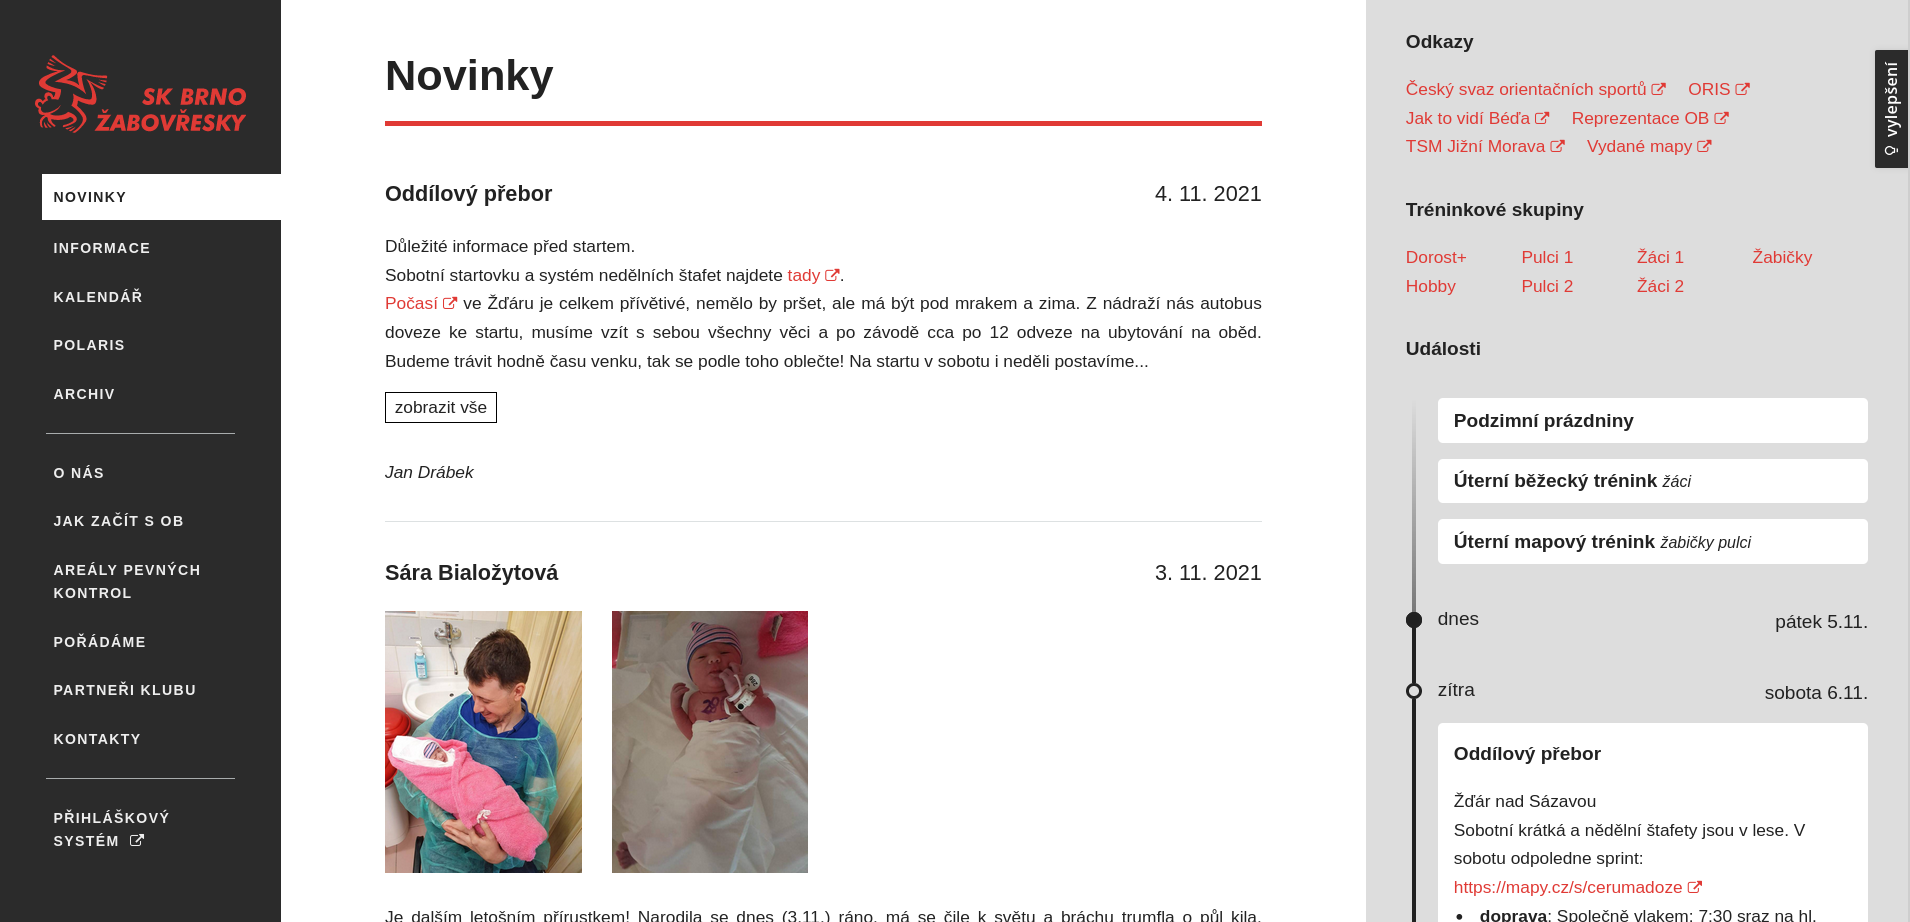 SK BRNO
ŽABOVŘESKY
NOVINKY
INFORMACE
KALENDÁŘ
POLARIS
ARCHIV
O NÁS
JAK ZAČÍT S OB
AREÁLY PEVNÝCH
KONTROL
POŘÁDÁME
PARTNEŘI KLUBU
KONTAKTY
PŘIHLÁŠKOVÝ
SYSTÉM
Novinky
Oddílový přebor 4. 11. 2021
Důležité informace před startem.
Sobotní startovku a systém nedělních štafet najdete tady.
Počasí ve Žďáru je celkem přívětivé, nemělo by pršet, ale má být pod mrakem a zima. Z nádraží nás autobus
doveze ke startu, musíme vzít s sebou všechny věci a po závodě cca po 12 odveze na ubytování na oběd.
Budeme trávit hodně času venku, tak se podle toho oblečte! Na startu v sobotu i neděli postavíme...
zobrazit vše
Jan Drábek
Sára Bialožytová 3. 11. 2021
Je dalším letošním přírustkem! Narodila se dnes (3.11.) ráno, má se čile k světu a bráchu trumfla o půl kila.
Odkazy
Český svaz orientačních sportů ORIS
Jak to vidí Béďa Reprezentace OB
TSM Jižní Morava Vydané mapy
Tréninkové skupiny
Dorost+ Pulci 1 Žáci 1 Žabičky
Hobby Pulci 2 Žáci 2
Události
Podzimní prázdniny
Úterní běžecký trénink žáci
Úterní mapový trénink žabičky pulci
dnes pátek 5.11.
zítra sobota 6.11.
Oddílový přebor
Žďár nad Sázavou
Sobotní krátká a nědělní štafety jsou v lese. V
sobotu odpoledne sprint:
https://mapy.cz/s/cerumadoze
• doprava: Společně vlakem: 7:30 sraz na hl.
vylepšení